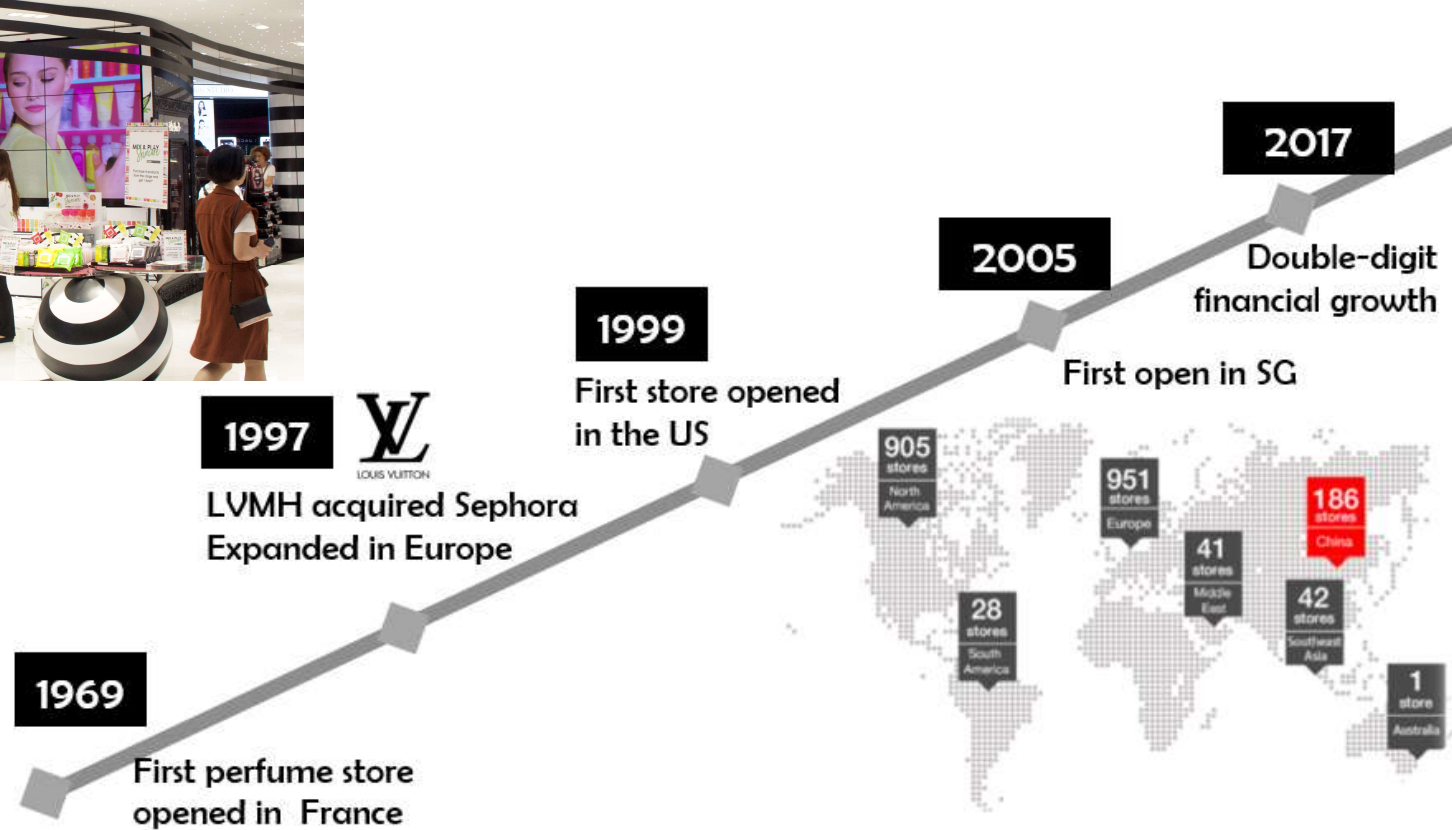 MIX & PLAY
1969
First perfume store
opened in France
1997
LOUIS VUITTON
LVMH acquired Sephora
Expanded in Europe
1999
First store opened
in the US
2005
First open in SG
2017
Double-digit
financial growth
905
stores
North
America
951
stores
Europe
186
stores
China
41
stores
Middle
East
28
stores
South
America
42
stores
Southeast
Asia
1
store
Australia